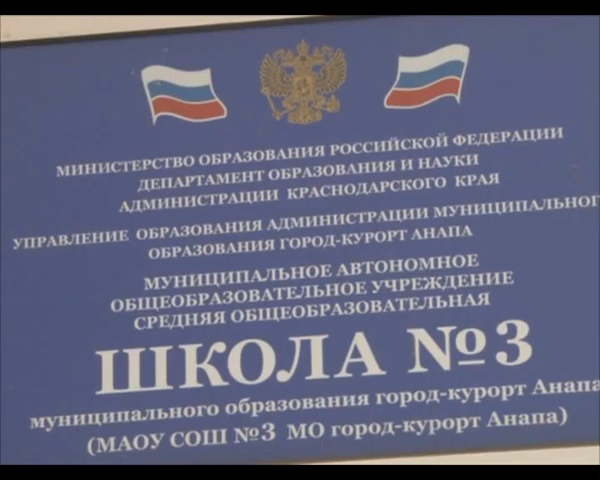 МИНИСТЕРСТВО ОБРАЗОВАНИЯ РОССИЙСКОЙ ФЕДЕРАЦИИ
ДЕПАРТАМЕНТ ОБРАЗОВАНИЯ И НАУКИ
АДМИНИСТРАЦИИ КРАСНОДАРСКОГО КРАЯ
УПРАВЛЕНИЕ ОБРАЗОВАНИЯ АДМИНИСТРАЦИИ МУНИЦИПАЛЬНОГ
ОБРАЗОВАНИЯ ГОРОД-КУРОРТ АНАПА
МУНИЦИПАЛЬНОЕ АВТОНОМНОЕ
ОБЩЕОБРАЗОВАТЕЛЬНОЕ УЧРЕЖДЕНИЕ
СРЕДНЯЯ ОБЩЕОБРАЗОВАТЕЛЬНАЯ
ШКОЛА №3
муниципального образования город-курорт Анапа
(МАОУ СОШ №3 МО город-курорт Анапа)